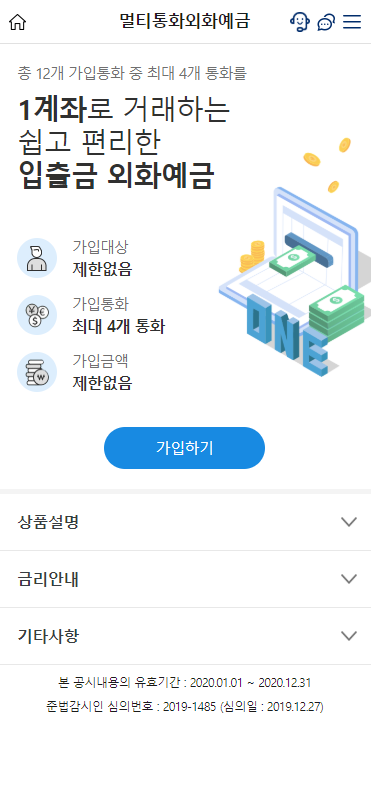 멀티통화외화예금
총 12개 가입통화 중 최대 4개 통화를
1계좌로 거래하는
쉽고 편리한
입출금 외화예금
가입대상
제한없음
가입통화
최대 4개 통화
가입금액
제한없음
ONE
가입하기
상품설명
금리안내
기타사항
본 공시내용의 유효기간 : 2020.01.01 ~ 2020.12.31
준법감시인 심의번호 : 2019-1485 (심의일 : 2019.12.27)